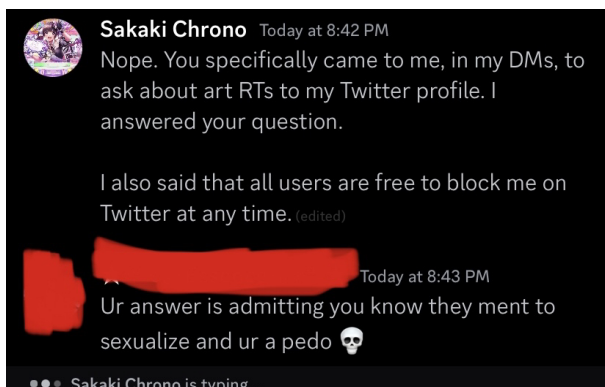 Sakaki Chrono Today at 8:42 PM
Nope. You specifically came to me, in my DMs, to
ask about art RTs to my Twitter profile. I
answered your question.
I also said that all users are free to block me on
Twitter at any time. (edited)
Today at 8:43 PM
Ur answer is admitting you know they ment to
sexualize and ur a pedo 💀
Sakaki Chrono is typing